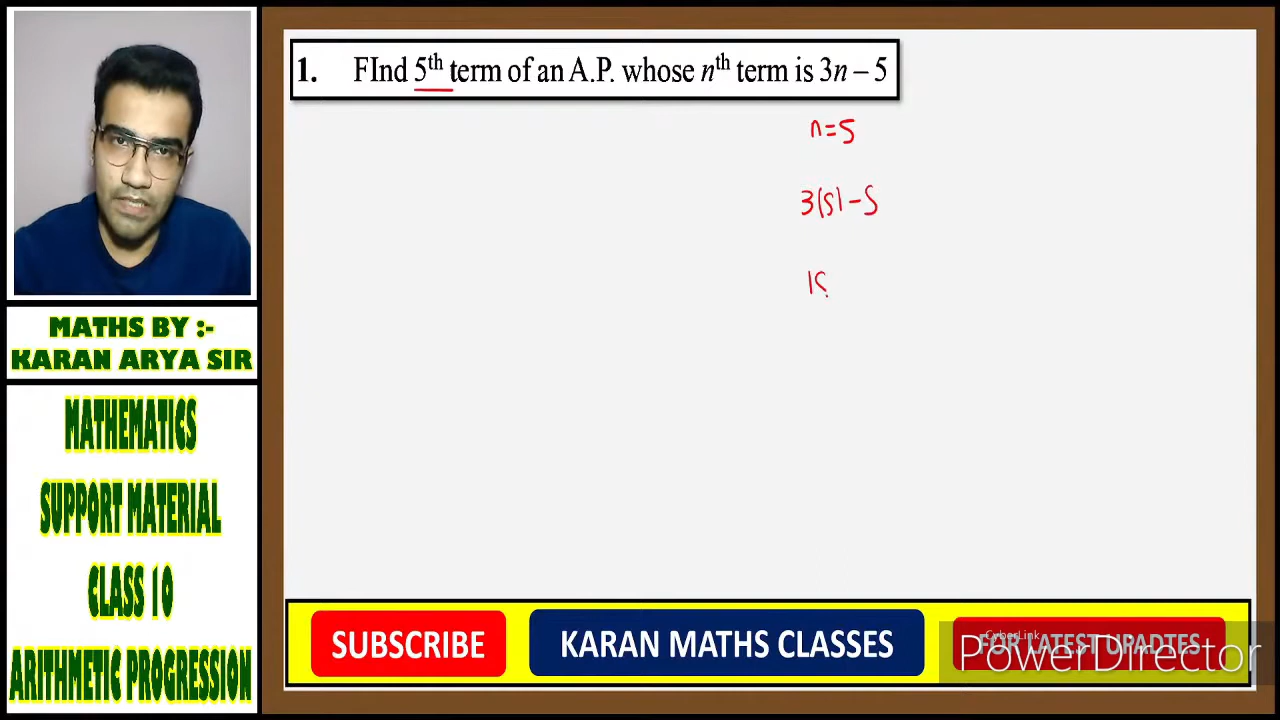 1. FInd 5th term of an A.P. whose nth term is 3n – 5
n=5
3(5)-5
15
MATHS BY :-
KARAN ARYA SIR
MATHEMATICS
SUPPORT MATERIAL
CLASS 10
ARITHMETIC PROGRESSION
SUBSCRIBE
KARAN MATHS CLASSES
FOR LATEST UPADTES
CyberLink
PowerDirector